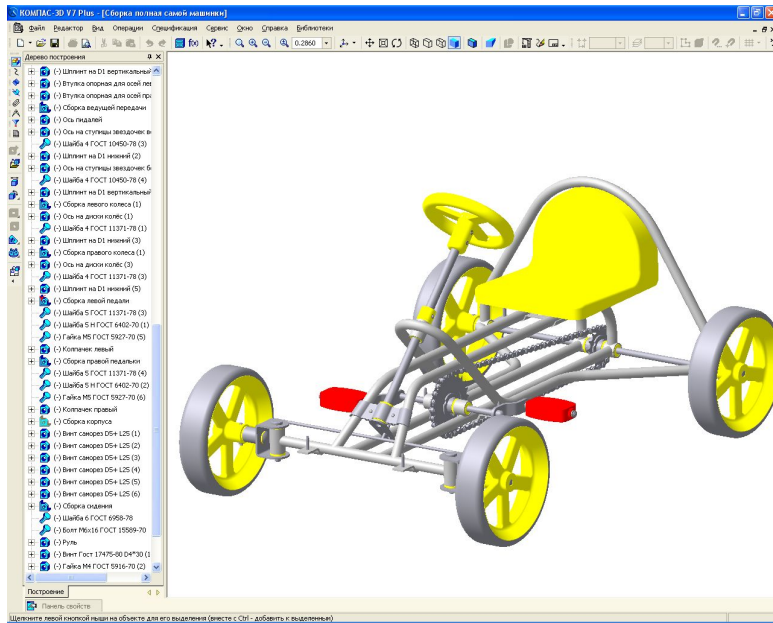 КОМПАС-3D V7 Plus - [Сборка полная самой машинки]
Файл Редактор Вид Операции Спецификация Сервис Окно Справка Библиотеки
0.2860
Дерево построения
(-) Шплинт на D1 вертикальный
(-) Втулка опорная для осей лев
(-) Втулка опорная для осей пра
(-) Сборка ведущей передачи
(-) Ось пидалей
(-) Ось на ступицы звездочек в
(-) Шайба 4 ГОСТ 10450-78 (3)
(-) Шплинт на D1 нижний (2)
(-) Ось на ступицы звездочек б
(-) Шайба 4 ГОСТ 10450-78 (4)
(-) Шплинт на D1 вертикальный
(-) Сборка левого колеса (1)
(-) Ось на диски колёс (1)
(-) Шайба 4 ГОСТ 11371-78 (1)
(-) Шплинт на D1 нижний (3)
(-) Сборка правого колеса (1)
(-) Ось на диски колёс (3)
(-) Шайба 4 ГОСТ 11371-78 (3)
(-) Шплинт на D1 нижний (5)
(-) Сборка левой педали
(-) Шайба 5 ГОСТ 11371-78 (3)
(-) Шайба 5 Н ГОСТ 6402-70 (1)
(-) Гайка М5 ГОСТ 5927-70 (5)
(-) Колпачек левый
(-) Сборка правой педальки
(-) Шайба 5 ГОСТ 11371-78 (4)
(-) Шайба 5 Н ГОСТ 6402-70 (2)
(-) Гайка М5 ГОСТ 5927-70 (6)
(-) Колпачек правый
(-) Сборка корпуса
(-) Винт саморез D5+ L25 (1)
(-) Винт саморез D5+ L25 (2)
(-) Винт саморез D5+ L25 (3)
(-) Винт саморез D5+ L25 (4)
(-) Винт саморез D5+ L25 (5)
(-) Винт саморез D5+ L25 (6)
(-) Сборка сидения
(-) Шайба 6 ГОСТ 6958-78
(-) Болт М6х16 ГОСТ 15589-70
(-) Руль
(-) Винт Гост 17475-80 D4*30 (1
(-) Гайка М4 ГОСТ 5916-70 (2)
Построение
Панель свойств
Щелкните левой кнопкой мыши на объекте для его выделения (вместе с Ctrl - добавить к выделенным)